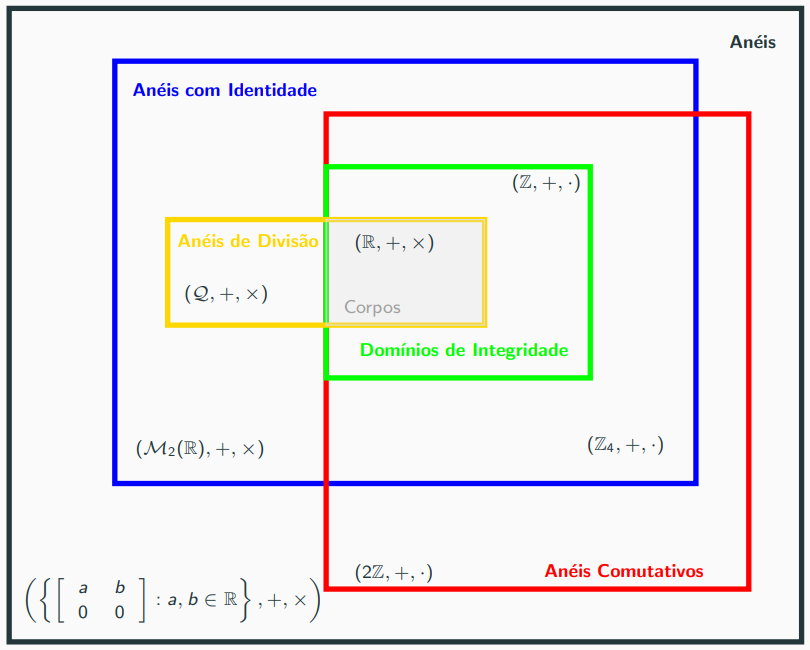 Anéis
Anéis com Identidade
(ℤ, +, ·)
Anéis de Divisão
(ℝ, +, ×)
(𝒬, +, ×)
Corpos
Domínios de Integridade
(ℳ₂(ℝ), +, ×)
(ℤ₄, +, ·)
(2ℤ, +, ·)
Anéis Comutativos
({[ a b
0 0 ] : a, b ∈ ℝ}, +, ×)